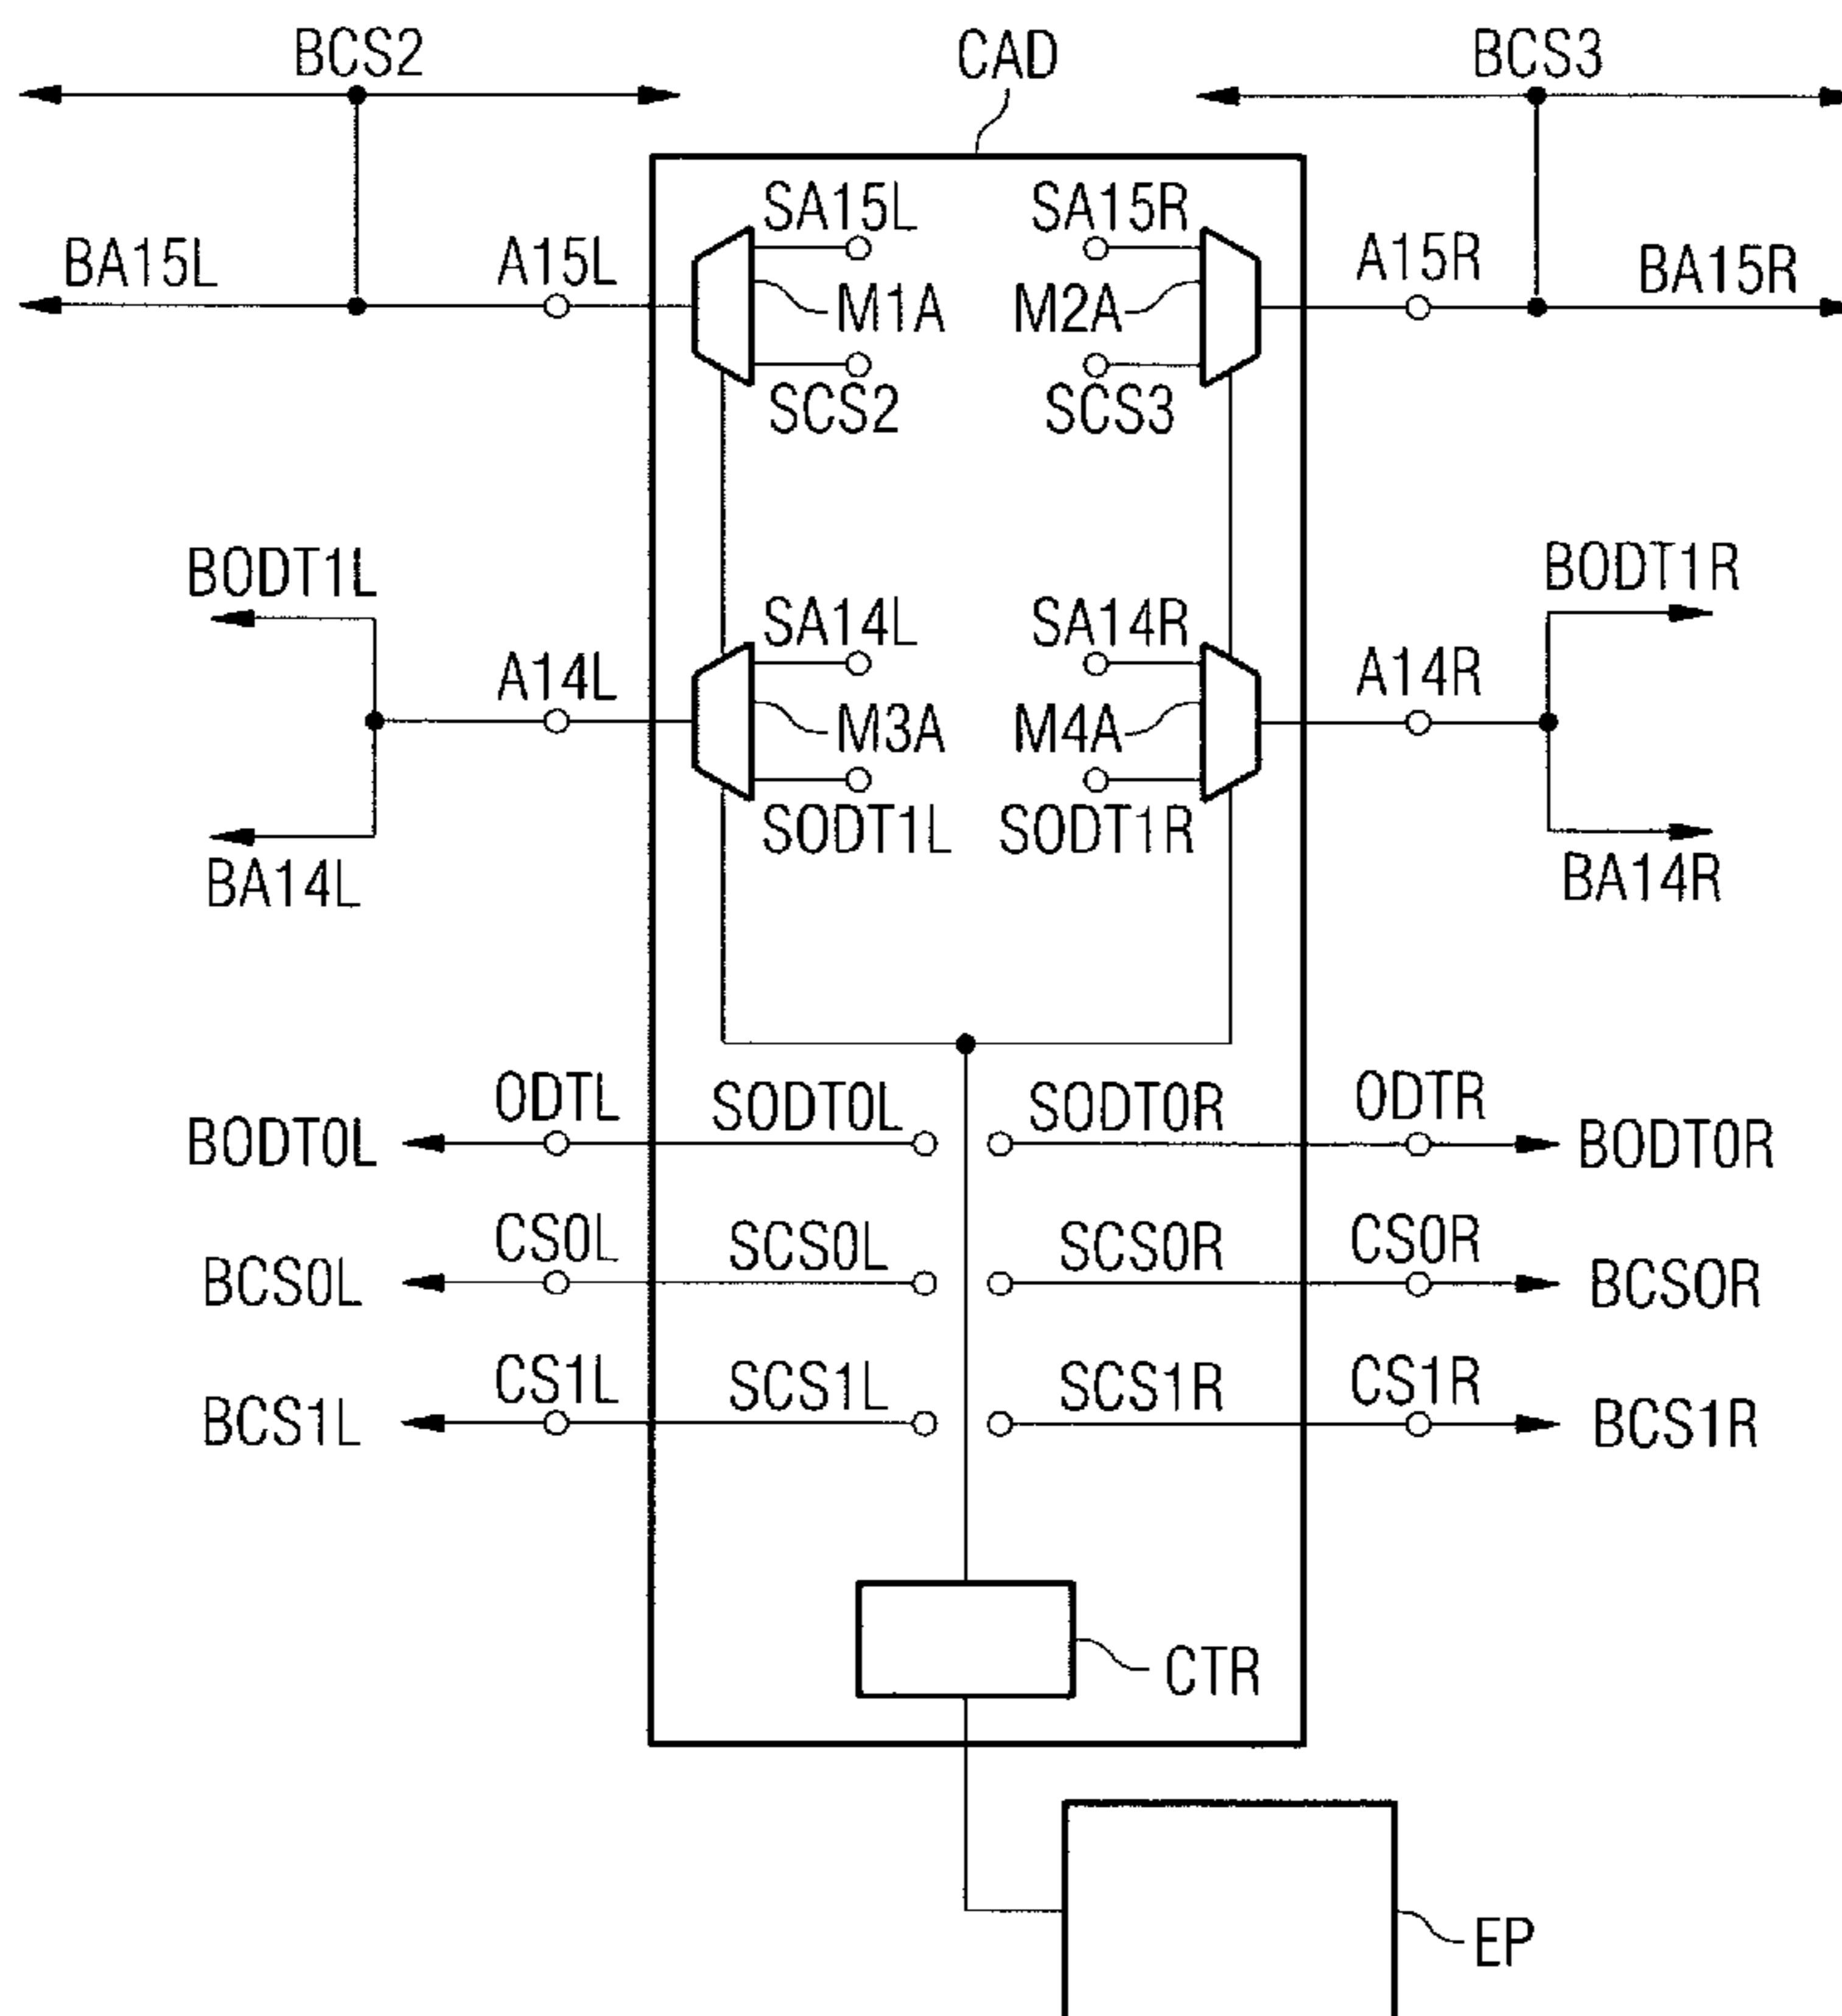 BCS2 CAD BCS3
SA15L SA15R
BA15L A15L A15R BA15R
M1A M2A
SCS2 SCS3
BODT1L BODT1R
SA14L SA14R
A14L A14R
M3A M4A
SODT1L SODT1R
BA14L BA14R
ODTL SODT0L SODT0R ODTR
BODT0L BODT0R
CS0L SCS0L SCS0R CS0R
BCS0L BCS0R
CS1L SCS1L SCS1R CS1R
BCS1L BCS1R
CTR
EP